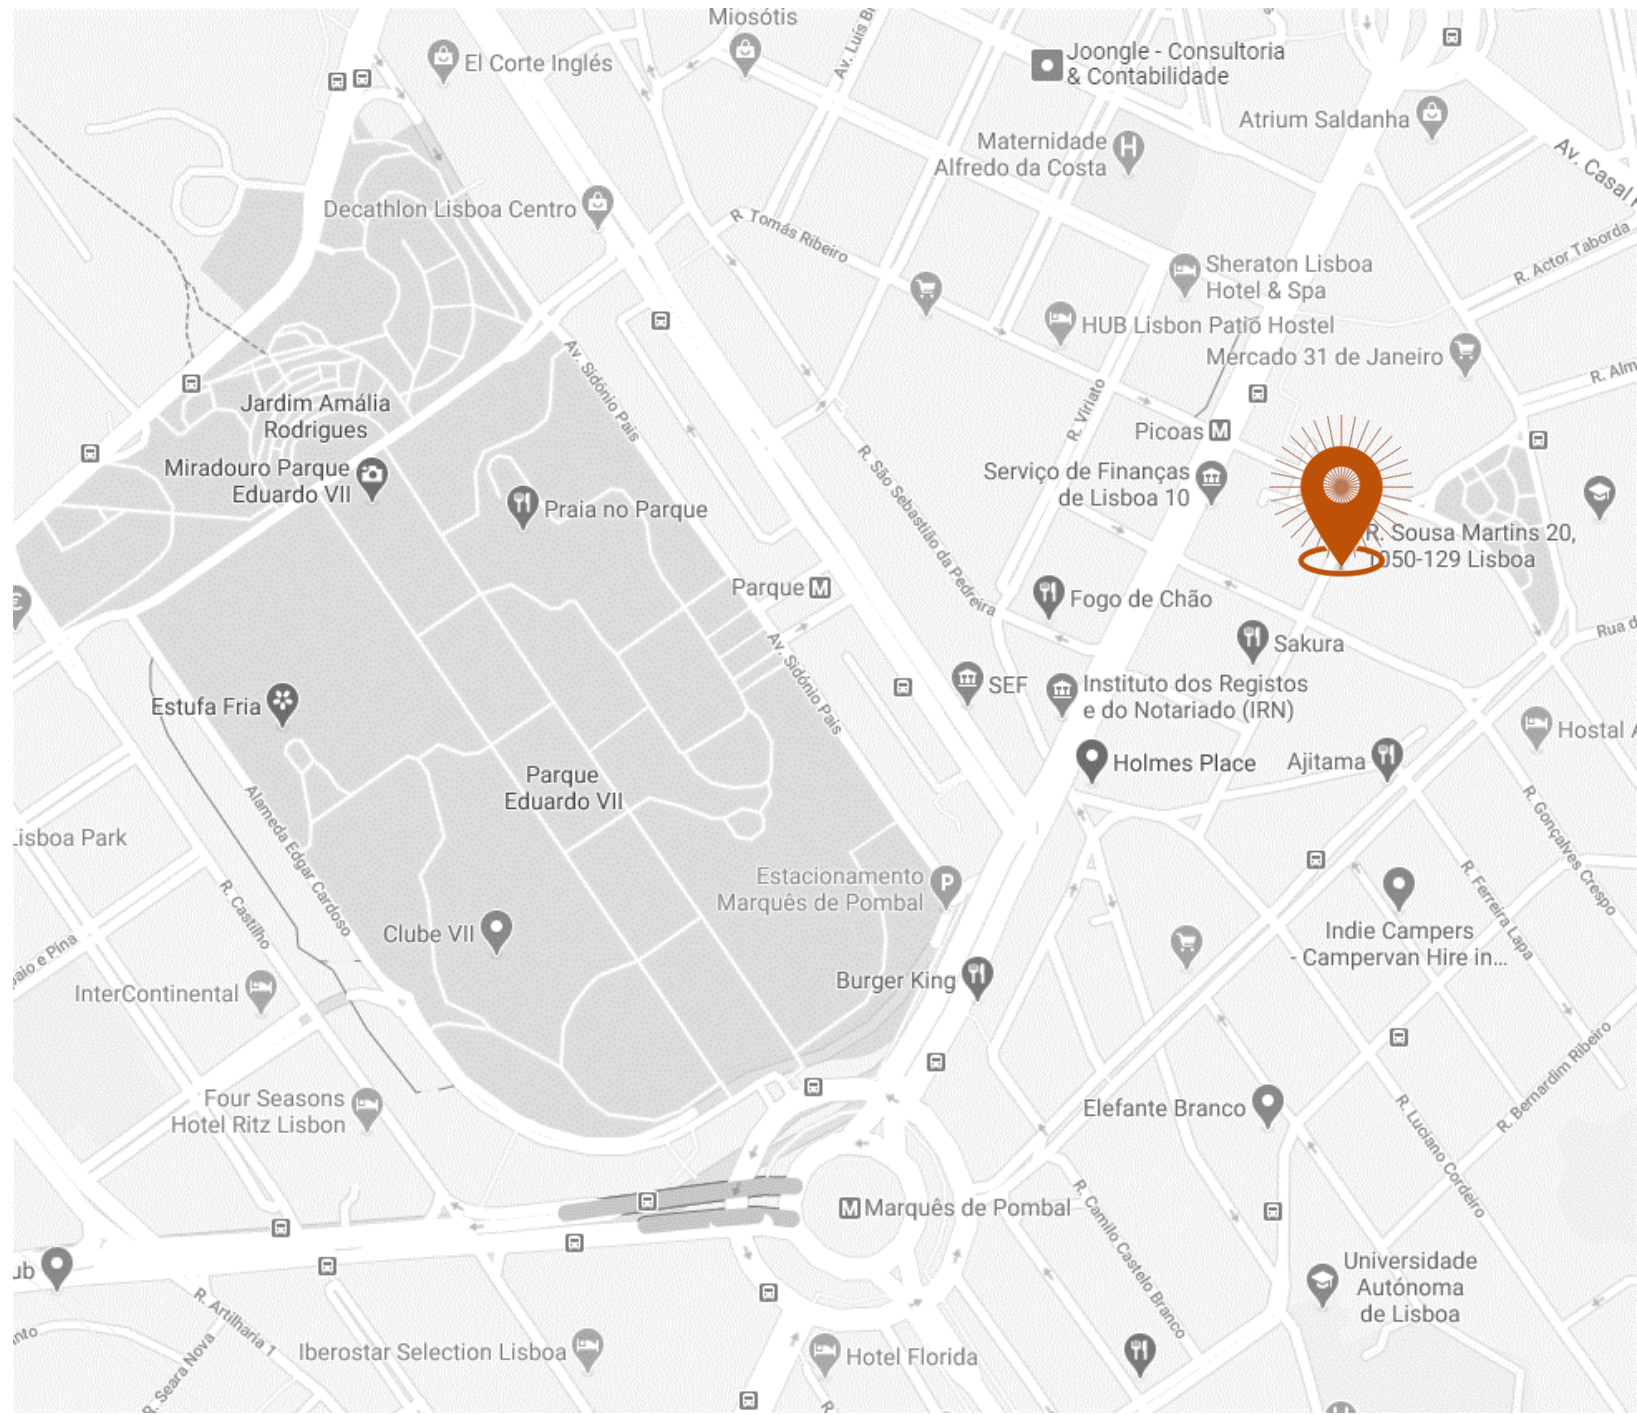 Miosótis
El Corte Inglés
Av. Luís B
Joongle - Consultoria
& Contabilidade
Atrium Saldanha
Maternidade
Alfredo da Costa
Av. Casal
Decathlon Lisboa Centro
R. Tomás Ribeiro
R. Actor Taborda
Sheraton Lisboa
Hotel & Spa
HUB Lisbon Patio Hostel
Mercado 31 de Janeiro
R. Alm
Av. Sidónio Pais
Jardim Amália
Rodrigues
R. Viriato
Picoas M
Miradouro Parque
Eduardo VII
Serviço de Finanças
de Lisboa 10
Praia no Parque
R. São Sebastião da Pedreira
R. Sousa Martins 20,
1050-129 Lisboa
Parque M
Fogo de Chão
Rua d
Sakura
Av. Sidónio Pais
SEF
Instituto dos Registos
e do Notariado (IRN)
Estufa Fria
Hostal A
Holmes Place
Ajitama
Parque
Eduardo VII
Alameda Edgar Cardoso
R. Gonçalves Crespo
Lisboa Park
Estacionamento
Marquês de Pombal
P
R. Castilho
R. Ferreira Lapa
Clube VII
Indie Campers
- Campervan Hire in...
aio e Pina
Burger King
InterContinental
R. Bernardim Ribeiro
Four Seasons
Hotel Ritz Lisbon
Elefante Branco
R. Luciano Cordeiro
M Marquês de Pombal
R. Camilo Castelo Branco
ub
Universidade
Autónoma
de Lisboa
R. Artilharia 1
nto
R. Seara Nova
Iberostar Selection Lisboa
Hotel Florida
R.